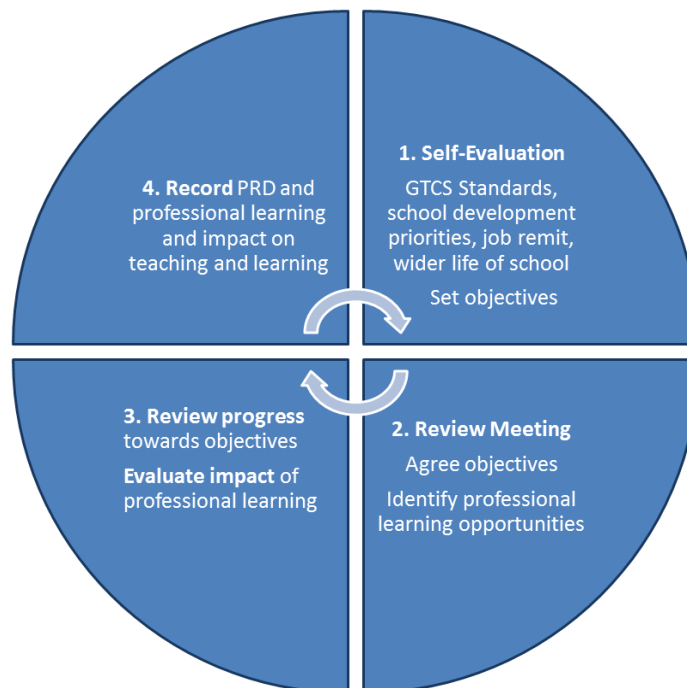 1. Self-Evaluation
GTCS Standards,
school development
priorities, job remit,
wider life of school
Set objectives
2. Review Meeting
Agree objectives
Identify professional
learning opportunities
3. Review progress
towards objectives
Evaluate impact of
professional learning
4. Record PRD and
professional learning
and impact on
teaching and learning